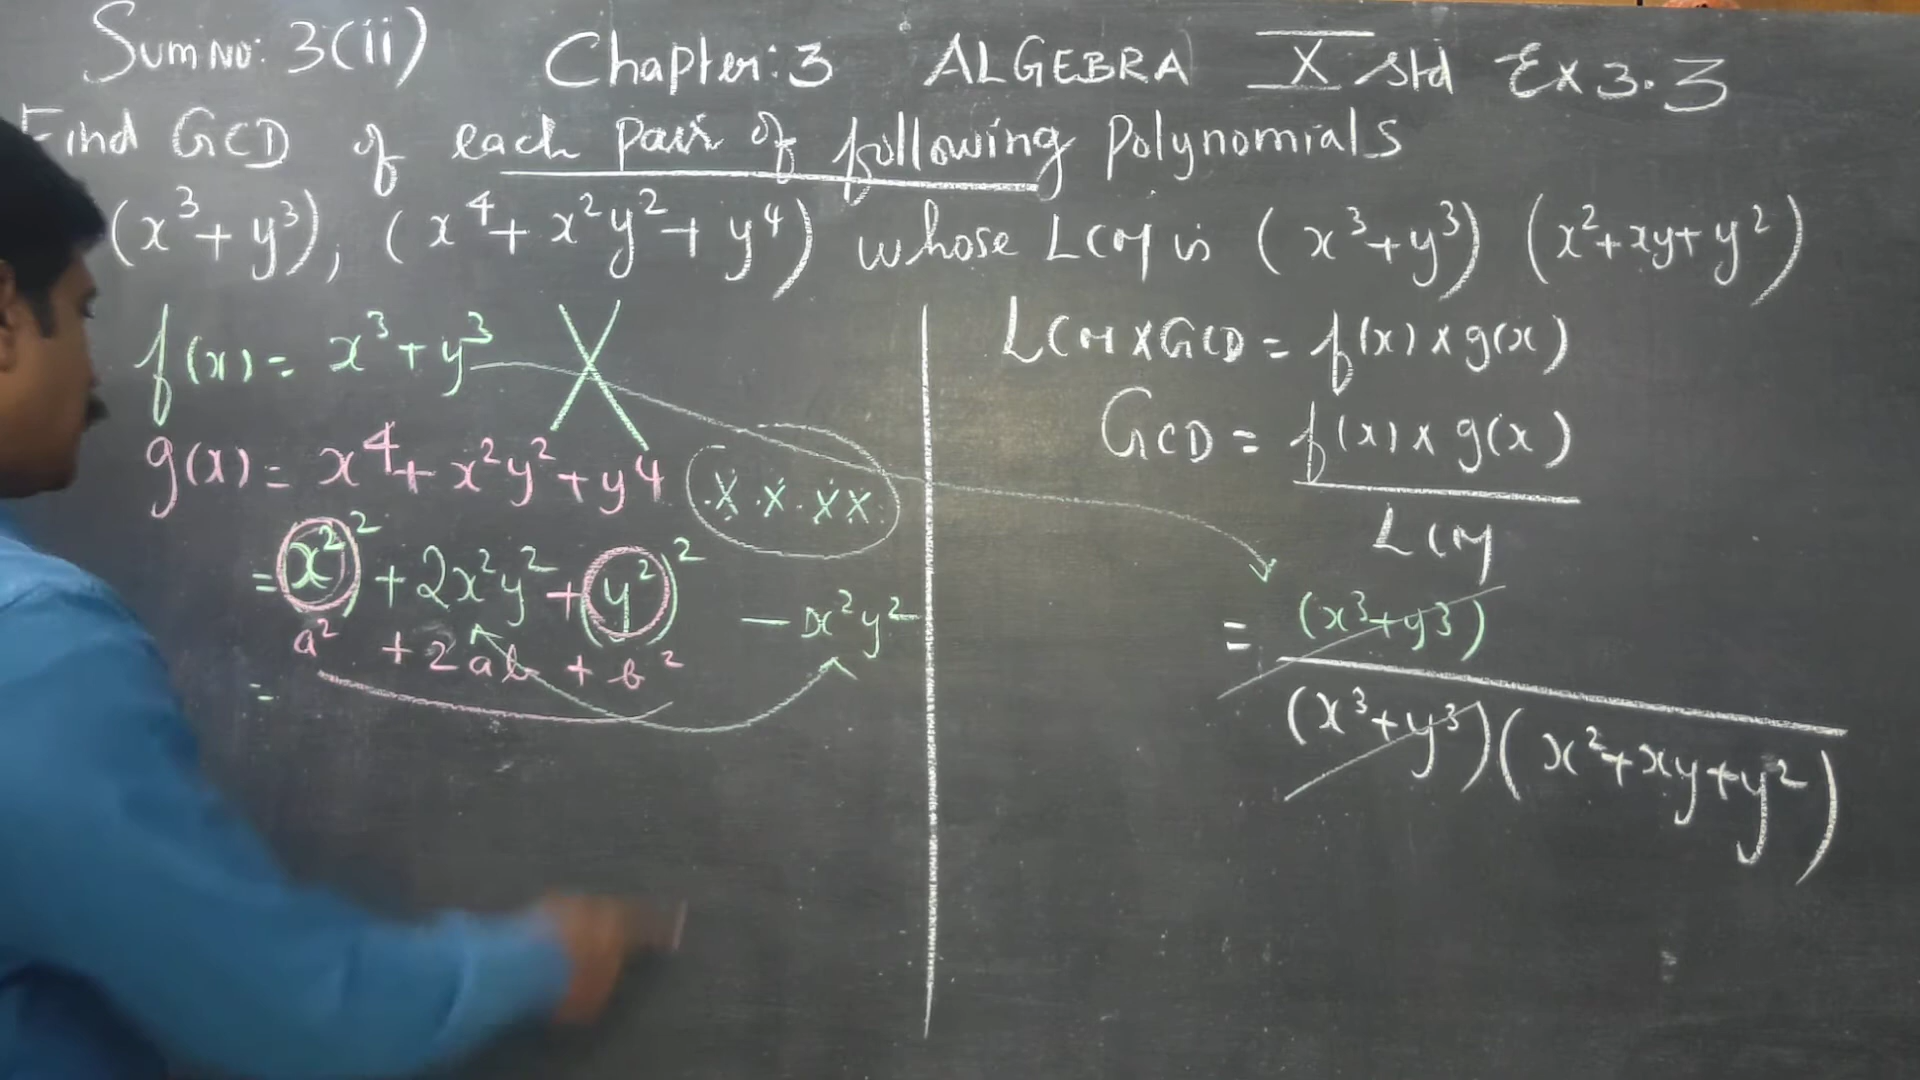 Sum No: 3(ii) Chapter: 3 ALGEBRA X std Ex 3.3
Find GCD of each pair of following Polynomials
(x³+y³), (x⁴+x²y²+y⁴) whose LCM is (x³+y³) (x²+xy+y²)
f(x) = x³+y³
g(x) = x⁴+x²y²+y⁴
.x.x.xx.
= (x²)² + 2x²y² + (y²)² - x²y²
a² + 2ab + b²
=
LCM X GCD = f(x) x g(x)
GCD = f(x) x g(x)
LCM
= (x³+y³)
(x³+y³)(x²+xy+y²)